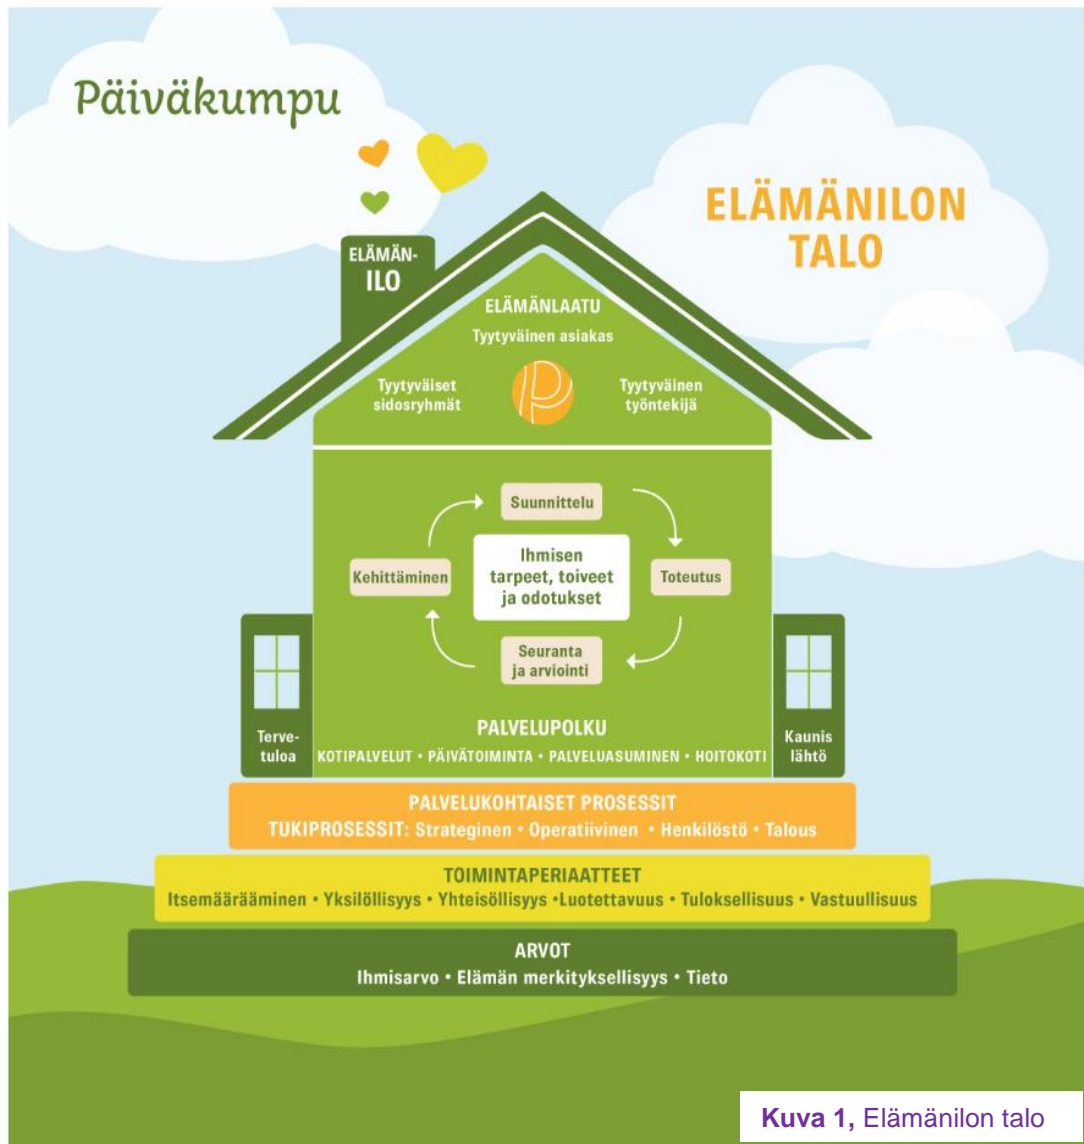 Päiväkumpu
ELÄMÄNILON
TALO
ELÄMÄN-
ILO
ELÄMÄNLAATU
Tyytyväinen asiakas
Tyytyväiset
sidosryhmät
P
Tyytyväinen
työntekijä
Suunnittelu
Kehittäminen
Ihmisen
tarpeet, toiveet
ja odotukset
Toteutus
Seuranta
ja arviointi
Terve-
tuloa
PALVELUPOLKU
KOTIPALVELUT • PÄIVÄTOIMINTA • PALVELUASUMINEN • HOITOKOTI
Kaunis
lähtö
PALVELUKOHTAISET PROSESSIT
TUKIPROSESSIT: Strateginen • Operatiivinen • Henkilöstö • Talous
TOIMINTAPERIAATTEET
Itsemäärääminen • Yksilöllisyys • Yhteisöllisyys •Luotettavuus • Tuloksellisuus • Vastuullisuus
ARVOT
Ihmisarvo • Elämän merkityksellisyys • Tieto
Kuva 1, Elämänilon talo